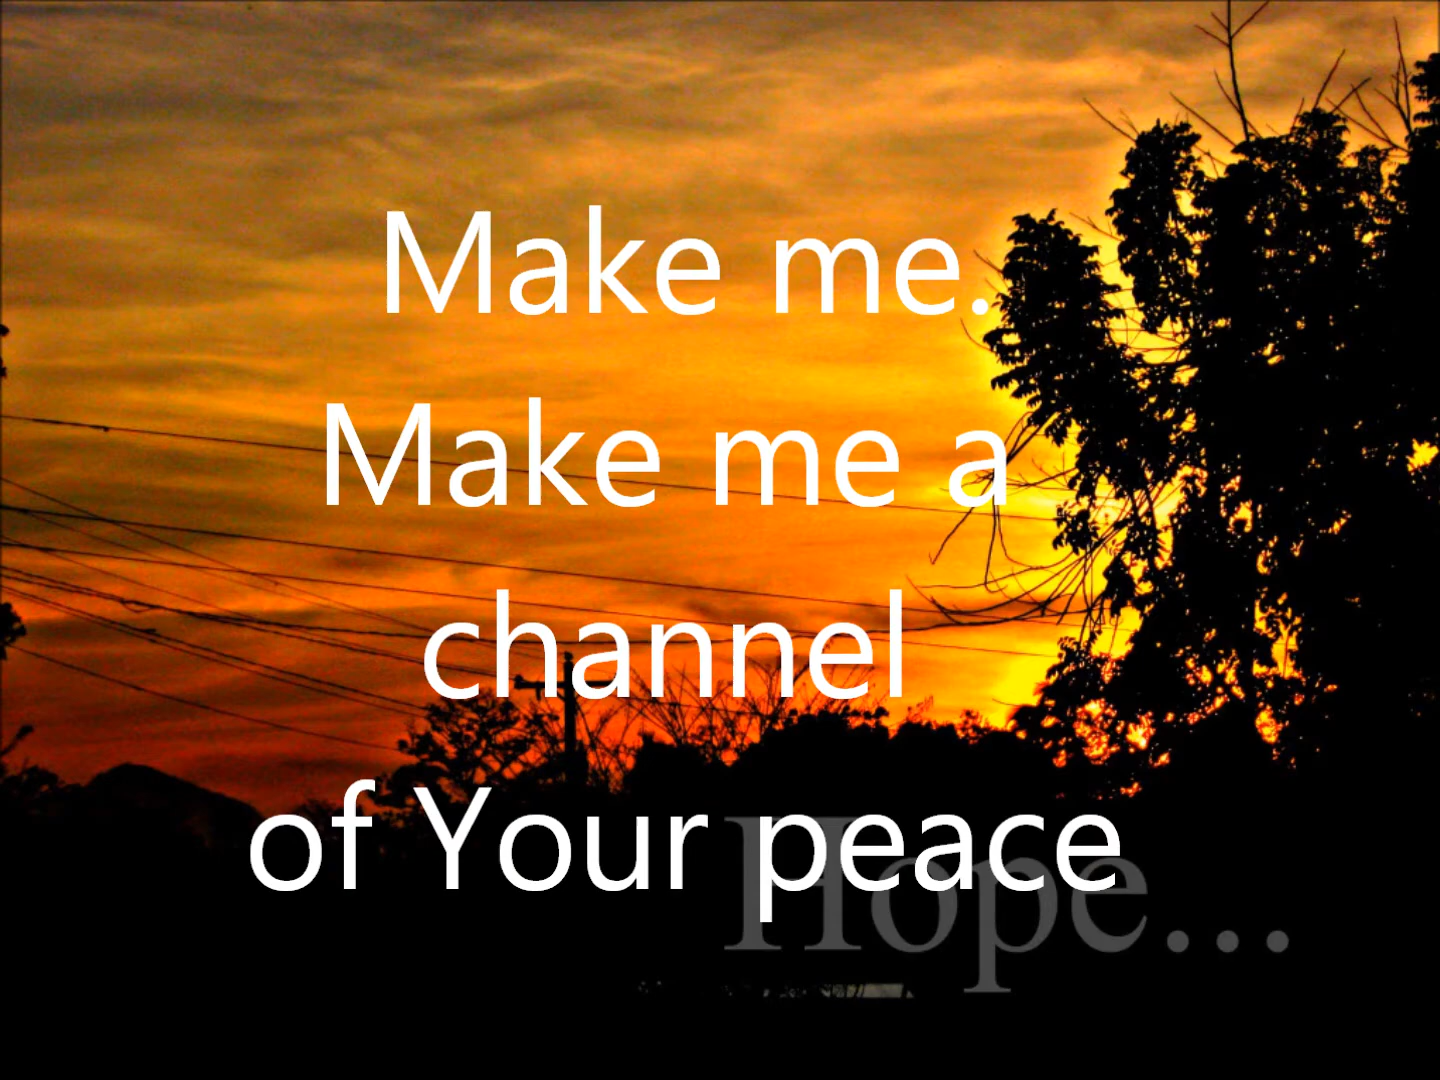 Make me.
Make me a
channel
of Your peace
Hope...